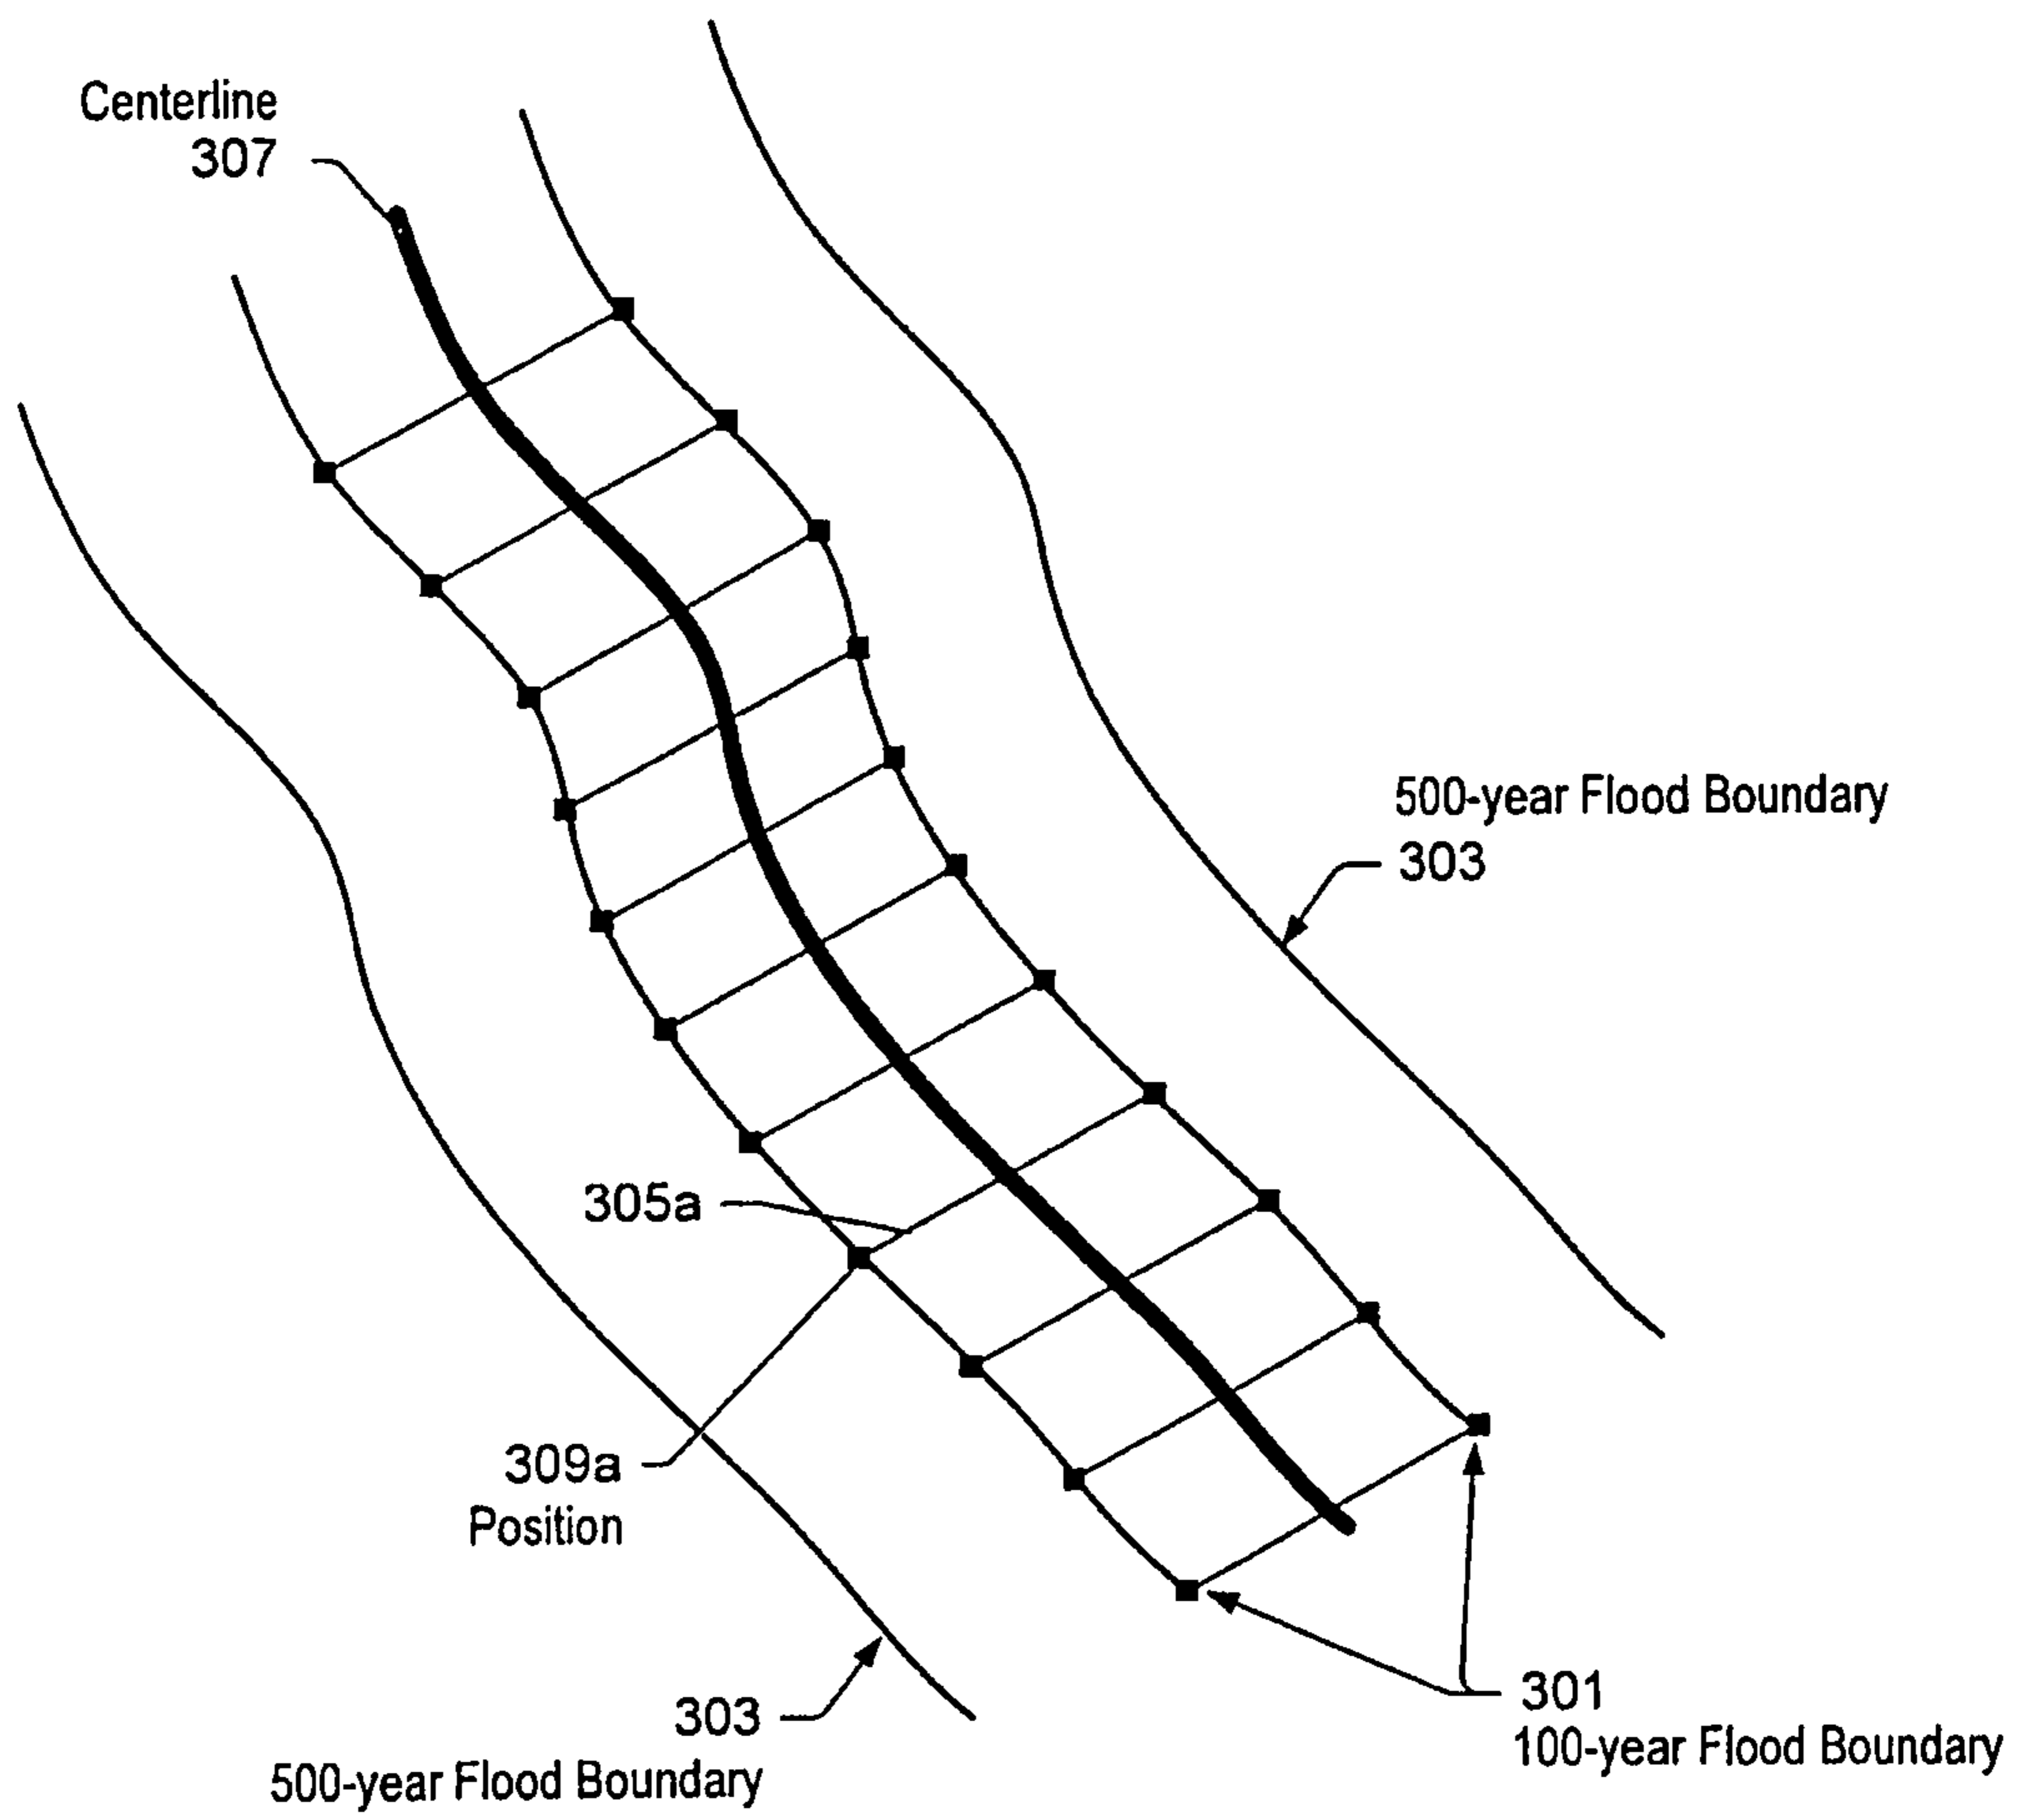 Centerline
307
500-year Flood Boundary
303
305a
309a
Position
303
500-year Flood Boundary
301
100-year Flood Boundary